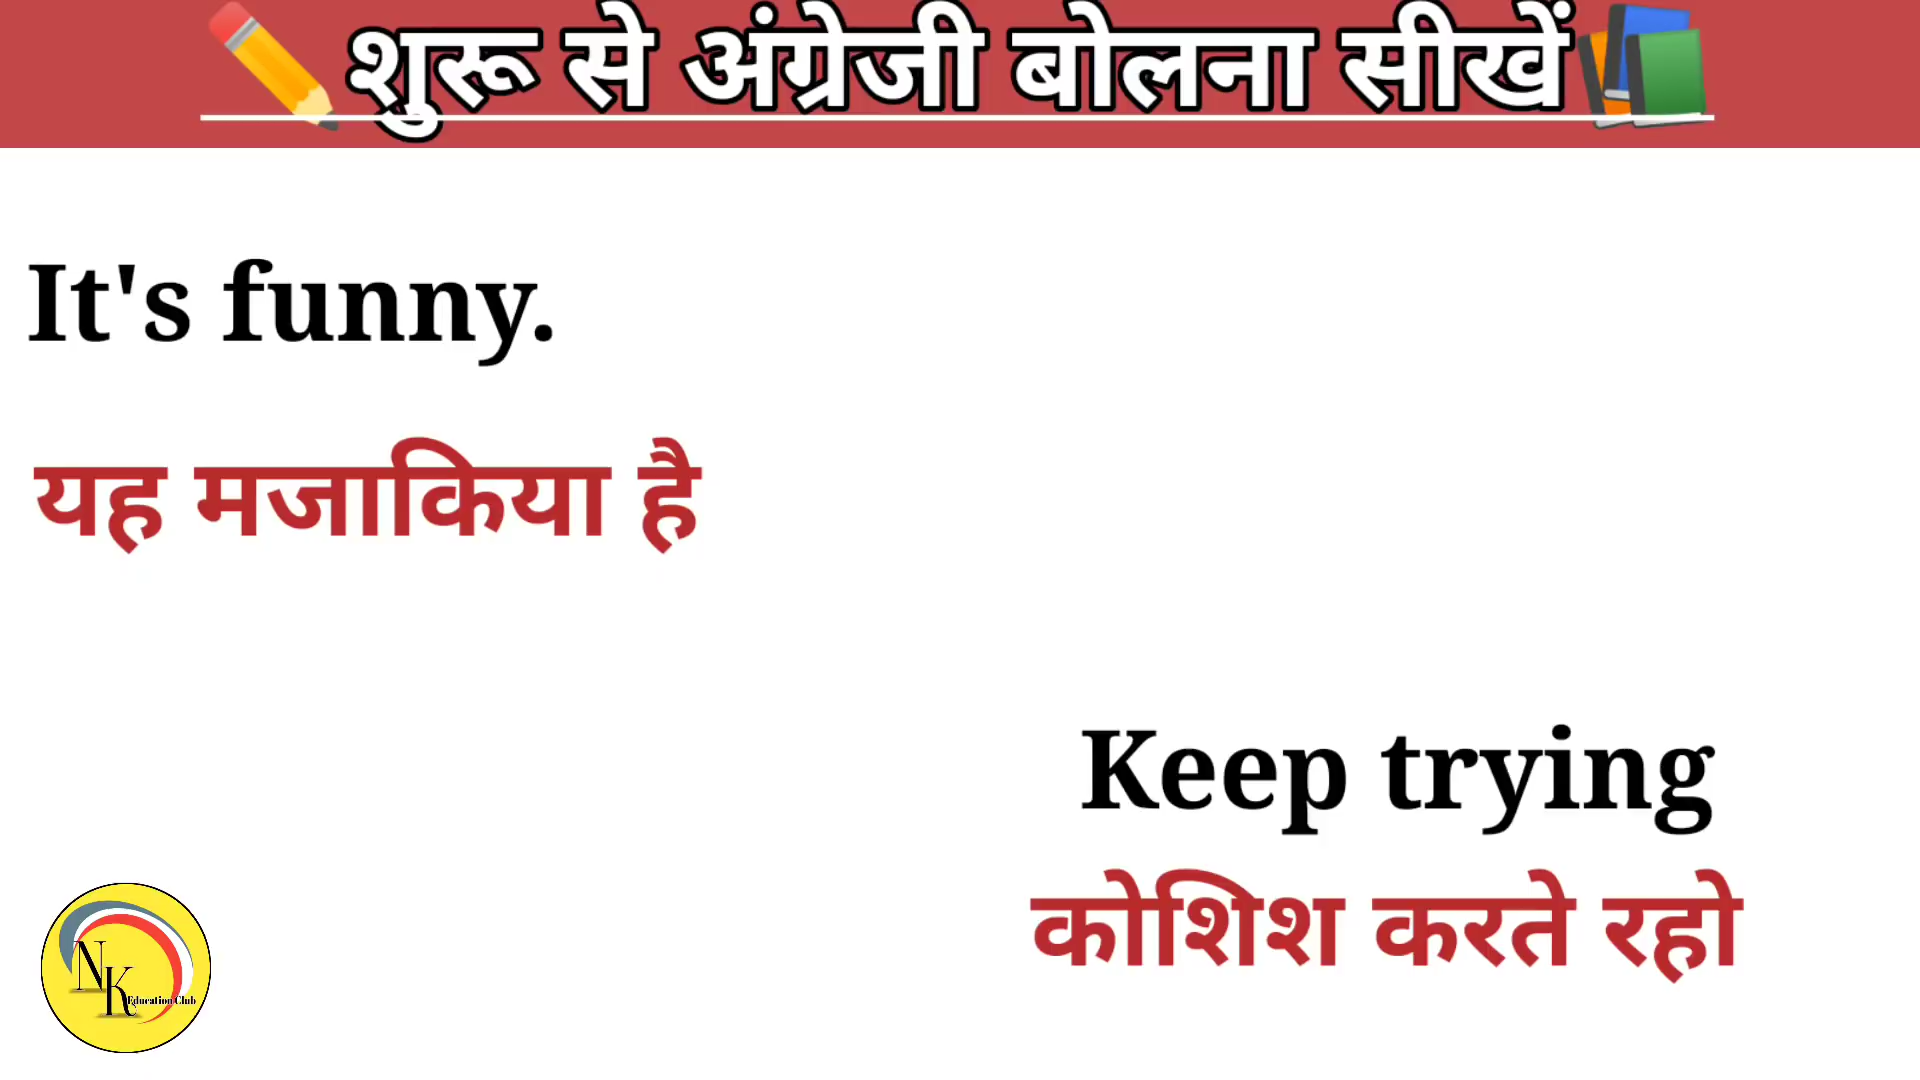 शुरू से अंग्रेजी बोलना सीखें
It's funny.
यह मजाकिया है
Keep trying
कोशिश करते रहो
NK
Education Club